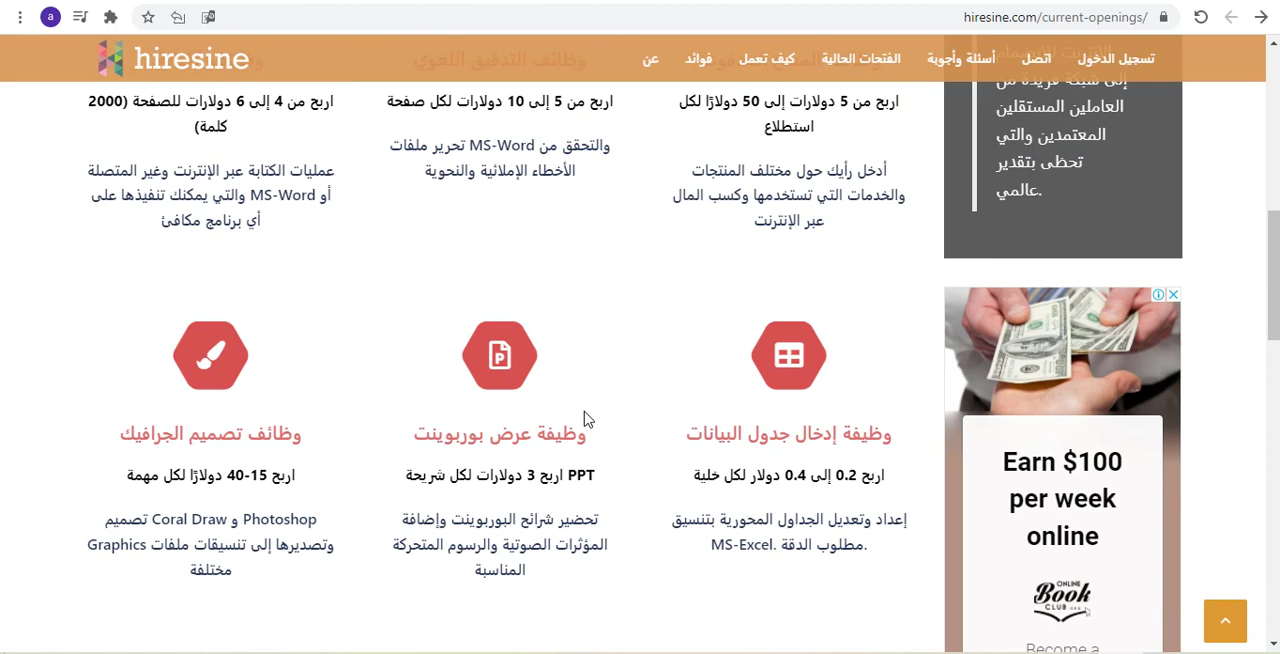 hiresine.com/current-openings/
a
hiresine
تسجيل الدخول
اتصل
أسئلة وأجوبة
الفتحات الحالية
كيف تعمل
فوائد
عن
وظائف التدقيق اللغوي
اربح من 5 دولارات إلى 50 دولارًا لكل
استطلاع
أدخل رأيك حول مختلف المنتجات
والخدمات التي تستخدمها وكسب المال
عبر الإنترنت
اربح من 5 إلى 10 دولارات لكل صفحة
والتحقق من MS-Word تحرير ملفات
الأخطاء الإملائية والنحوية
اربح من 4 إلى 6 دولارات للصفحة (2000
كلمة)
عمليات الكتابة عبر الإنترنت وغير المتصلة
أو MS-Word والتي يمكنك تنفيذها على
أي برنامج مكافئ
الإنترنت للانضمام
إلى شبكة فريدة من
العاملين المستقلين
المعتمدين والتي
تحظى بتقدير
عالمي.
وظيفة إدخال جدول البيانات
اربح 0.2 إلى 0.4 دولار لكل خلية
إعداد وتعديل الجداول المحورية بتنسيق
MS-Excel. مطلوب الدقة.
وظيفة عرض بوربوينت
PPT اربح 3 دولارات لكل شريحة
تحضير شرائح البوربوينت وإضافة
المؤثرات الصوتية والرسوم المتحركة
المناسبة
وظائف تصميم الجرافيك
اربح 15-40 دولارًا لكل مهمة
Photoshop و Coral Draw تصميم
وتصديرها إلى تنسيقات ملفات Graphics
مختلفة
Earn $100
per week
online
ONLINE
Book
CLUB.ORG
Become a